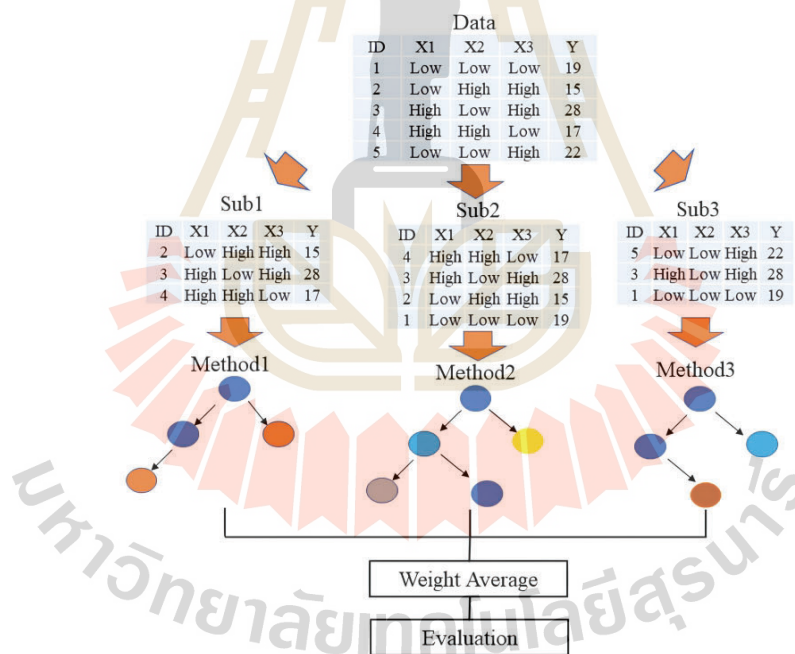 Data
ID X1 X2 X3 Y
1 Low Low Low 19
2 Low High High 15
3 High Low High 28
4 High High Low 17
5 Low Low High 22
Sub1
ID X1 X2 X3 Y
2 Low High High 15
3 High Low High 28
4 High High Low 17
Sub2
ID X1 X2 X3 Y
4 High High Low 17
3 High Low High 28
2 Low High High 15
1 Low Low Low 19
Sub3
ID X1 X2 X3 Y
5 Low Low High 22
3 High Low High 28
1 Low Low Low 19
Method1
Method2
Method3
Weight Average
Evaluation
มหาวิทยาลัยเทคโนโลยีสุรนารี